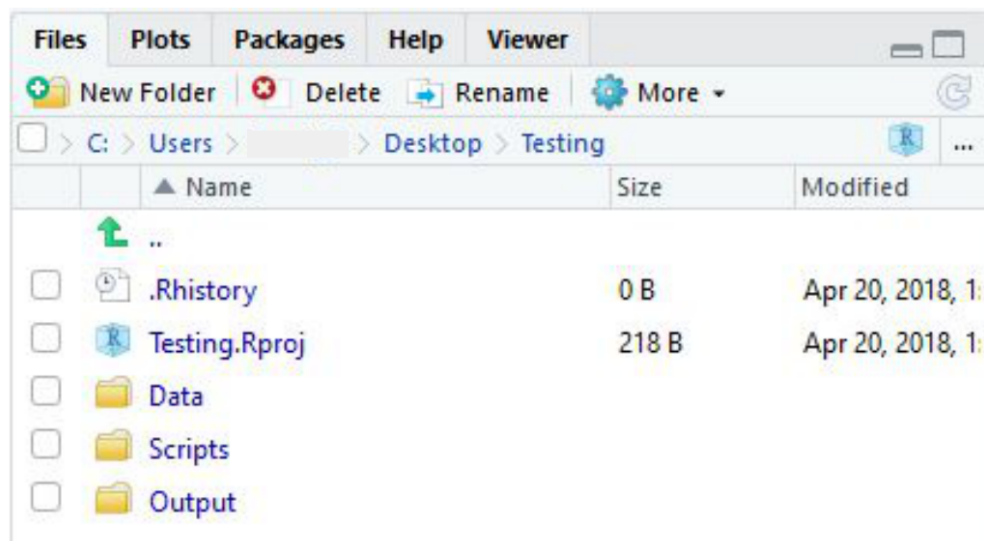 Files Plots Packages Help Viewer
New Folder Delete Rename More
C: > Users > > Desktop > Testing R ...
Name Size Modified
..
.Rhistory 0 B Apr 20, 2018, 1:
Testing.Rproj 218 B Apr 20, 2018, 1:
Data
Scripts
Output